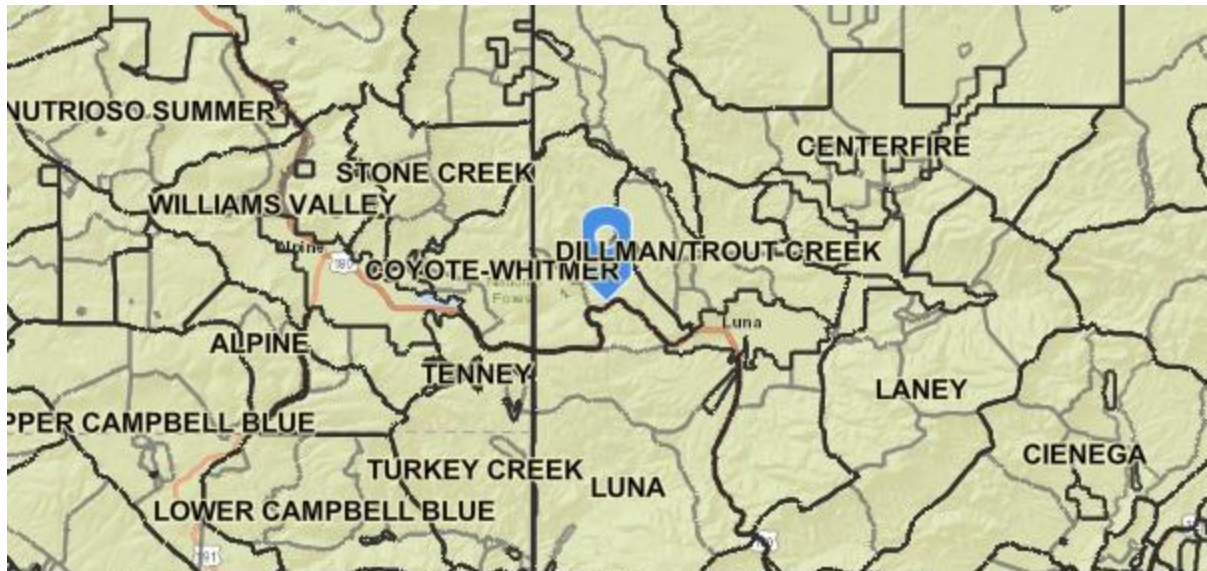 NUTRIOSO SUMMER
CENTERFIRE
STONE CREEK
WILLIAMS VALLEY
Alpine
DILLMAN/TROUT CREEK
180
COYOTE-WHITMER
Luna
ALPINE
TENNEY
LANEY
PPER CAMPBELL BLUE
CIENEGA
TURKEY CREEK
LUNA
LOWER CAMPBELL BLUE